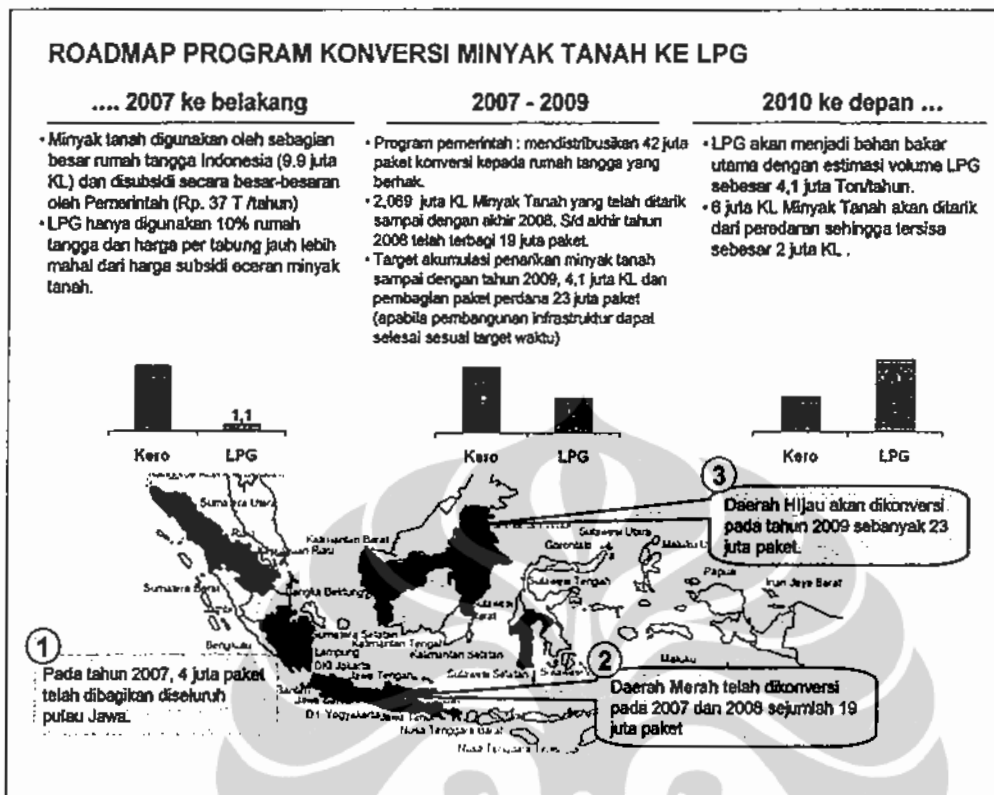 ROADMAP PROGRAM KONVERSI MINYAK TANAH KE LPG
.... 2007 ke belakang
• Minyak tanah digunakan oleh sebagian
besar rumah tangga Indonesia (9.9 juta
KL) dan disubsidi secara besar-besaran
oleh Pemerintah (Rp. 37 T /tahun)
• LPG hanya digunakan 10% rumah
tangga dan harga per tabung jauh lebih
mahal dari harga subsidi eceran minyak
tanah.
2007 - 2009
• Program pemerintah : mendistribusikan 42 juta
paket konversi kepada rumah tangga yang
berhak.
• 2,069 juta KL Minyak Tanah yang telah ditarik
sampai dengan akhir 2008. S/d akhir tahun
2008 telah terbagi 19 juta paket.
• Target akumulasi penarikan minyak tanah
sampai dengan tahun 2009, 4,1 juta KL dan
pembagian paket perdana 23 juta paket
(apabila pembangunan infrastruktur dapat
selesai sesuai target waktu)
2010 ke depan ...
• LPG akan menjadi bahan bakar
utama dengan estimasi volume LPG
sebesar 4,1 juta Ton/tahun.
• 6 juta KL Minyak Tanah akan ditarik
dari peredaran sehingga tersisa
sebesar 2 juta KL .
1,1
Kero LPG
Kero LPG
Kero LPG
3
Daerah Hijau akan dikonversi
pada tahun 2009 sebanyak 23
juta paket.
Sumatera Utara
Riau
Kalimantan Barat
Sulawesi Utara
Gorontalo
Maluku
Sulawesi Tengah
Papua
Irian Jaya Barat
Sumatera Barat
Jambi
Bangka Belitung
Sulawesi
Barat
Bengkulu
Sumatera Selatan
Kalimantan Tengah
Lampung
Kalimantan Selatan
DKI Jakarta
Jawa Tengah
Sulawesi Selatan
Maluku
Banten
D I Yogyakarta
Jawa Timur
Nusa Tenggara Barat
Nusa Tenggara Timur
1
Pada tahun 2007, 4 juta paket
telah dibagikan diseluruh
pulau Jawa.
2
Daerah Merah telah dikonversi
pada 2007 dan 2008 sejumlah 19
juta paket